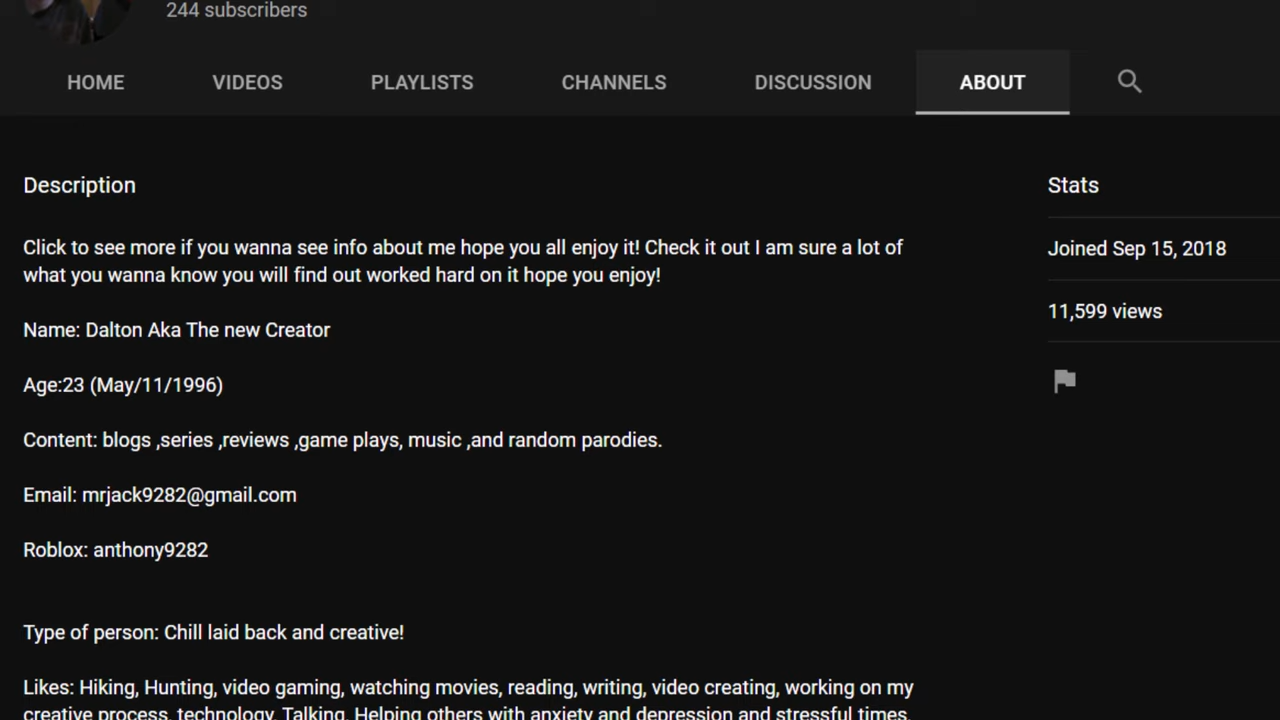 244 subscribers
HOME VIDEOS PLAYLISTS CHANNELS DISCUSSION ABOUT
Description
Click to see more if you wanna see info about me hope you all enjoy it! Check it out I am sure a lot of
what you wanna know you will find out worked hard on it hope you enjoy!
Name: Dalton Aka The new Creator
Age:23 (May/11/1996)
Content: blogs ,series ,reviews ,game plays, music ,and random parodies.
Email: mrjack9282@gmail.com
Roblox: anthony9282
Type of person: Chill laid back and creative!
Likes: Hiking, Hunting, video gaming, watching movies, reading, writing, video creating, working on my
creative process, technology, Talking, Helping others with anxiety and depression and stressful times,
Stats
Joined Sep 15, 2018
11,599 views